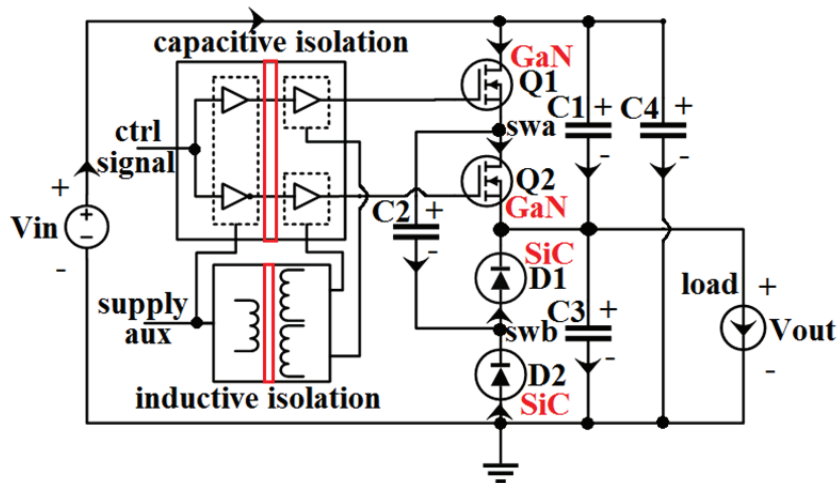 capacitive isolation
GaN
Q1
C1
+
-
C4
+
-
swa
ctrl
signal
Q2
GaN
C2
+
-
+
Vin
+
-
-
SiC
D1
supply
aux
swb
C3
+
-
load
+
Vout
-
D2
SiC
inductive isolation